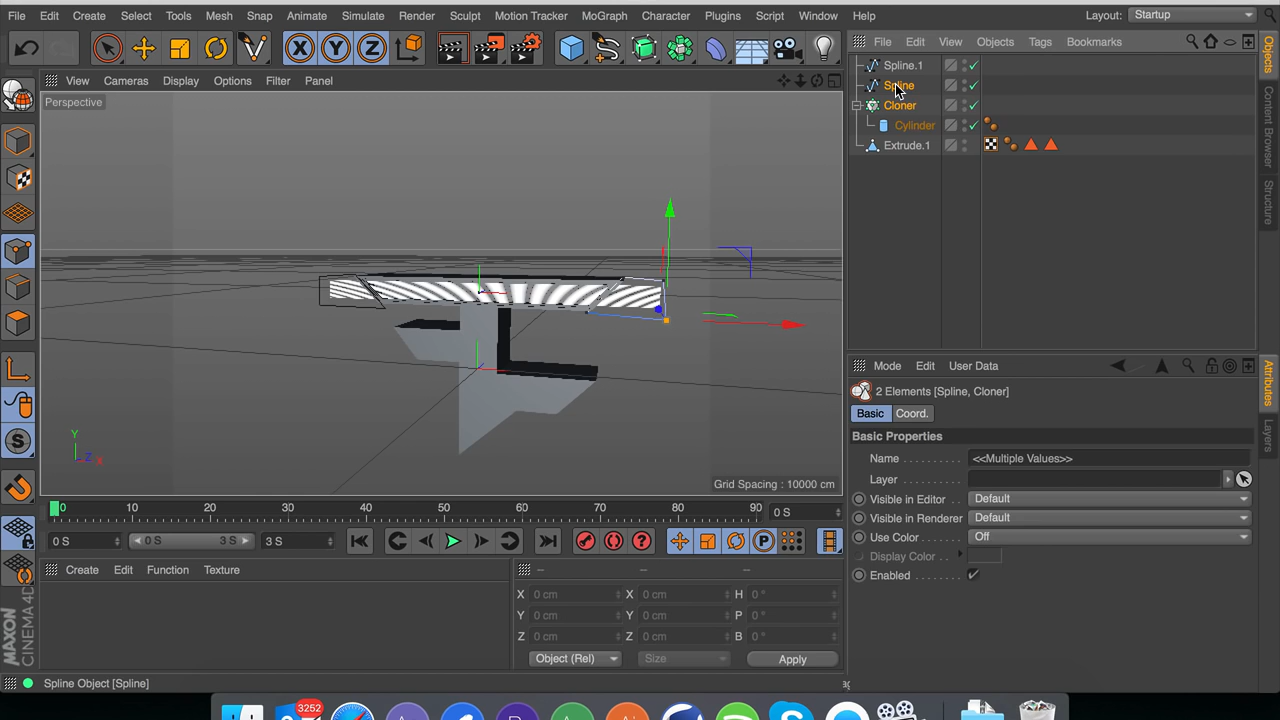 File Edit Create Select Tools Mesh Snap Animate Simulate Render Sculpt Motion Tracker MoGraph Character Plugins Script Window Help Layout: Startup
File Edit View Objects Tags Bookmarks
View Cameras Display Options Filter Panel
Perspective
Spline.1
Spline
Cloner
Cylinder
Extrude.1
Objects
Content Browser
Structure
Y
Z X
Grid Spacing : 10000 cm
Mode Edit User Data
2 Elements [Spline, Cloner]
Basic Coord.
Basic Properties
Name <<Multiple Values>>
Layer
Visible in Editor Default
Visible in Renderer Default
Use Color Off
Display Color
Enabled
Attributes
Layers
0 10 20 30 40 50 60 70 80 90 0 S
0 S 0 S 3 S 3 S
Create Edit Function Texture
X 0 cm X 0 cm H 0 °
Y 0 cm Y 0 cm P 0 °
Z 0 cm Z 0 cm B 0 °
Object (Rel) Size Apply
MAXON
CINEMA 4D
Spline Object [Spline]
3252